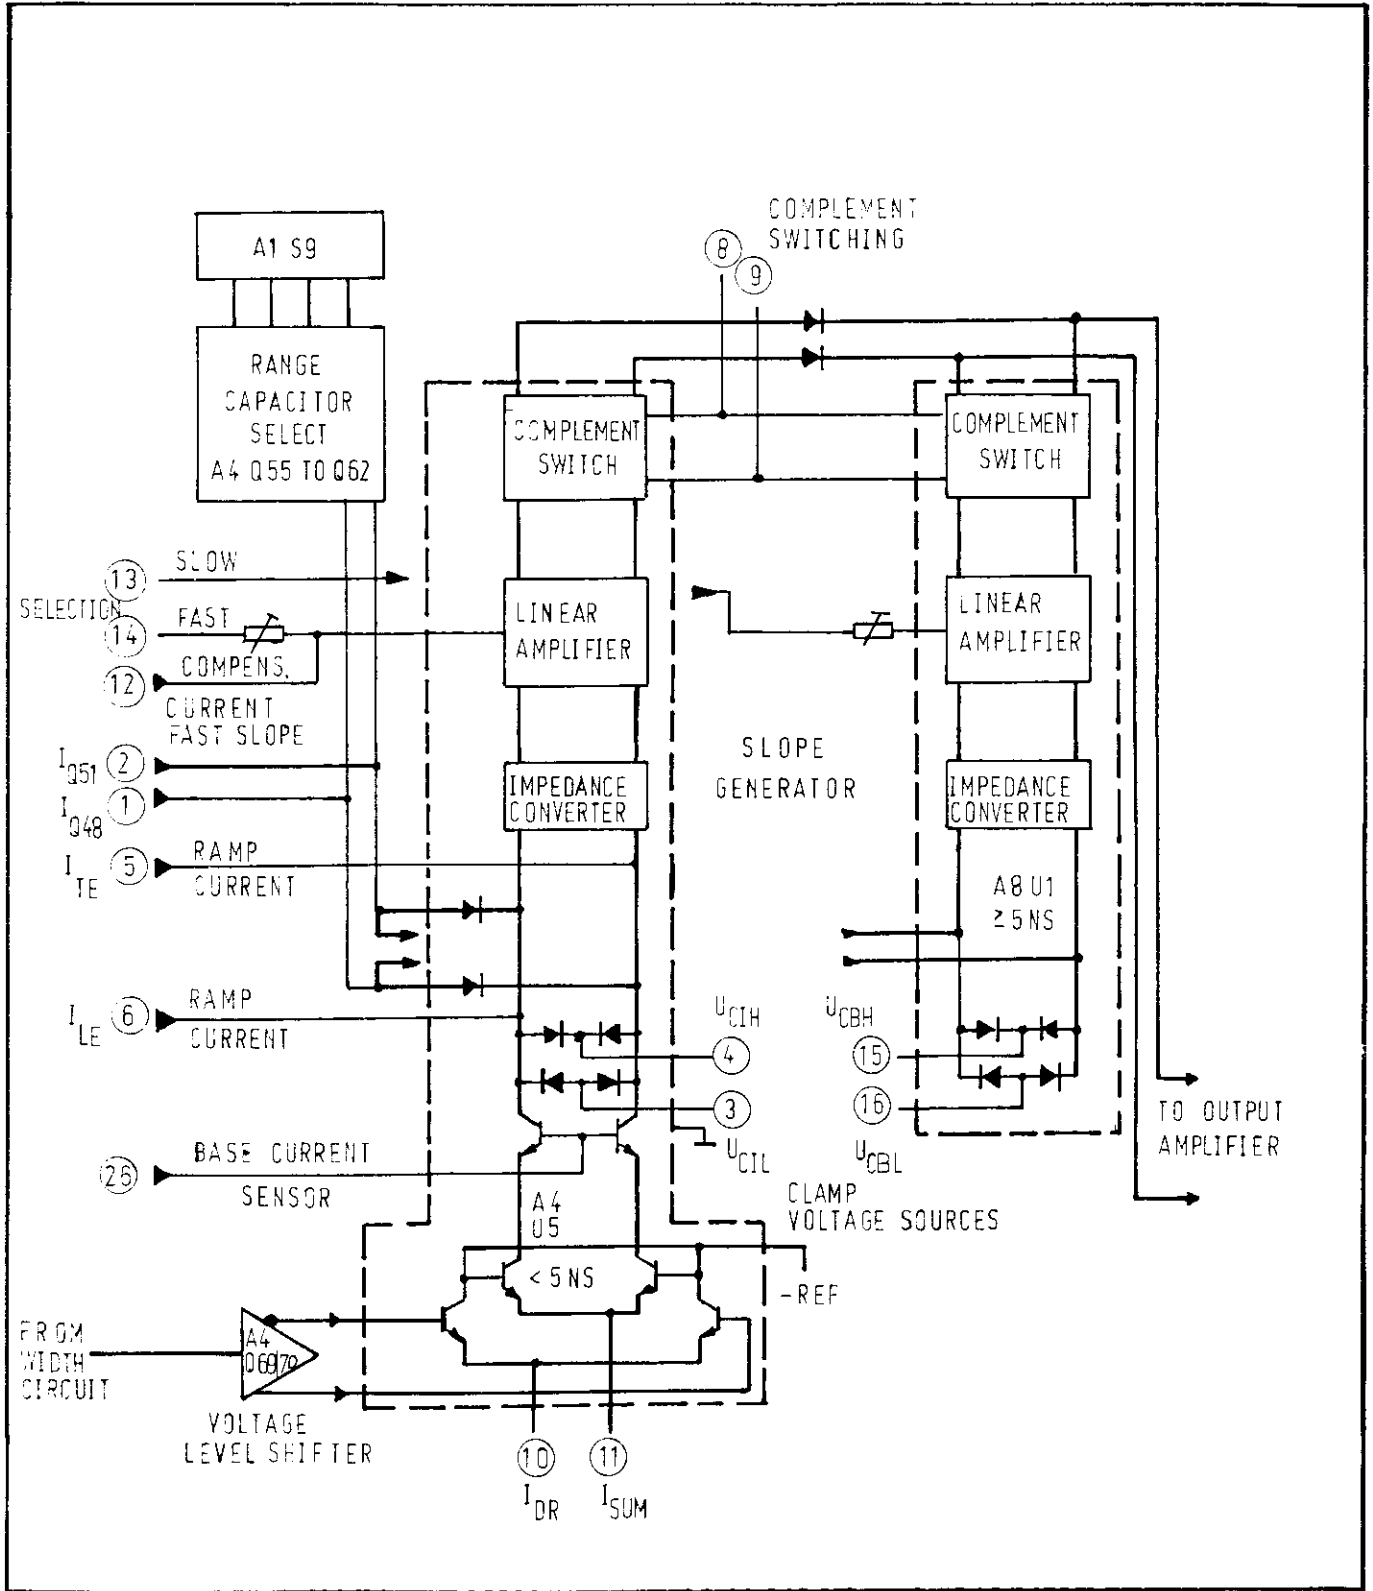 COMPLEMENT
SWITCHING
8
9
A1 S9
RANGE
CAPACITOR
SELECT
A4 Q55 TO Q62
COMPLEMENT
SWITCH
COMPLEMENT
SWITCH
13
SLOW
SELECTION
14
FAST
12
COMPENS.
CURRENT
FAST SLOPE
LINEAR
AMPLIFIER
LINEAR
AMPLIFIER
I Q51
2
I Q48
1
SLOPE
GENERATOR
IMPEDANCE
CONVERTER
IMPEDANCE
CONVERTER
I TE
5
RAMP
CURRENT
A8 U1
≥5NS
I LE
6
RAMP
CURRENT
UCIH
4
UCBH
15
3
UCIL
16
UCBL
TO OUTPUT
AMPLIFIER
26
BASE CURRENT
SENSOR
A4
U5
<5NS
CLAMP
VOLTAGE SOURCES
-REF
FROM
WIDTH
CIRCUIT
A4
Q69/70
VOLTAGE
LEVEL SHIFTER
10
11
I DR
I SUM